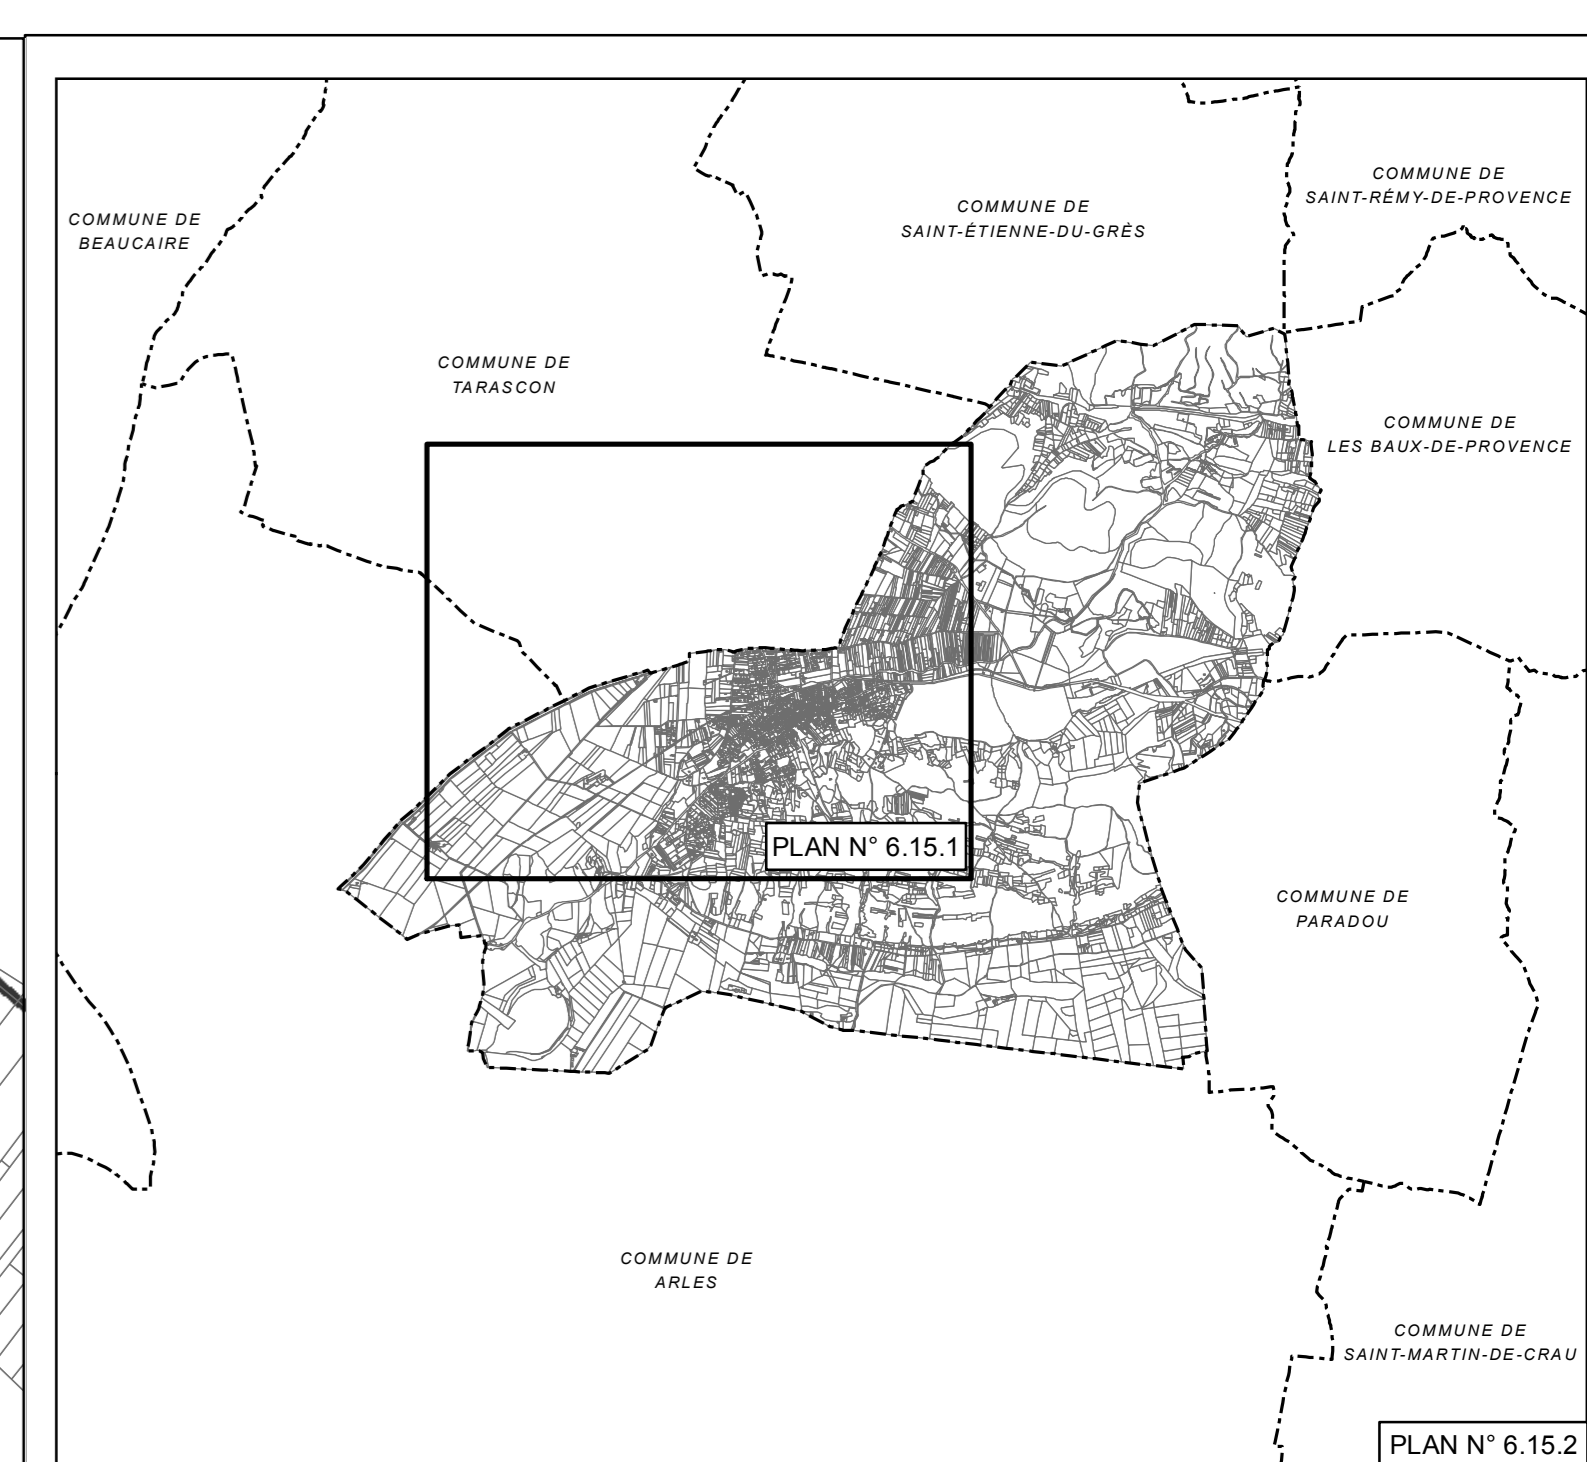 COMMUNE DE
SAINT-RÉMY-DE-PROVENCE
COMMUNE DE
SAINT-ÉTIENNE-DU-GRÈS
COMMUNE DE
BEAUCAIRE
COMMUNE DE
TARASCON
COMMUNE DE
LES BAUX-DE-PROVENCE
PLAN N° 6.15.1
COMMUNE DE
PARADOU
COMMUNE DE
ARLES
COMMUNE DE
SAINT-MARTIN-DE-CRAU
PLAN N° 6.15.2